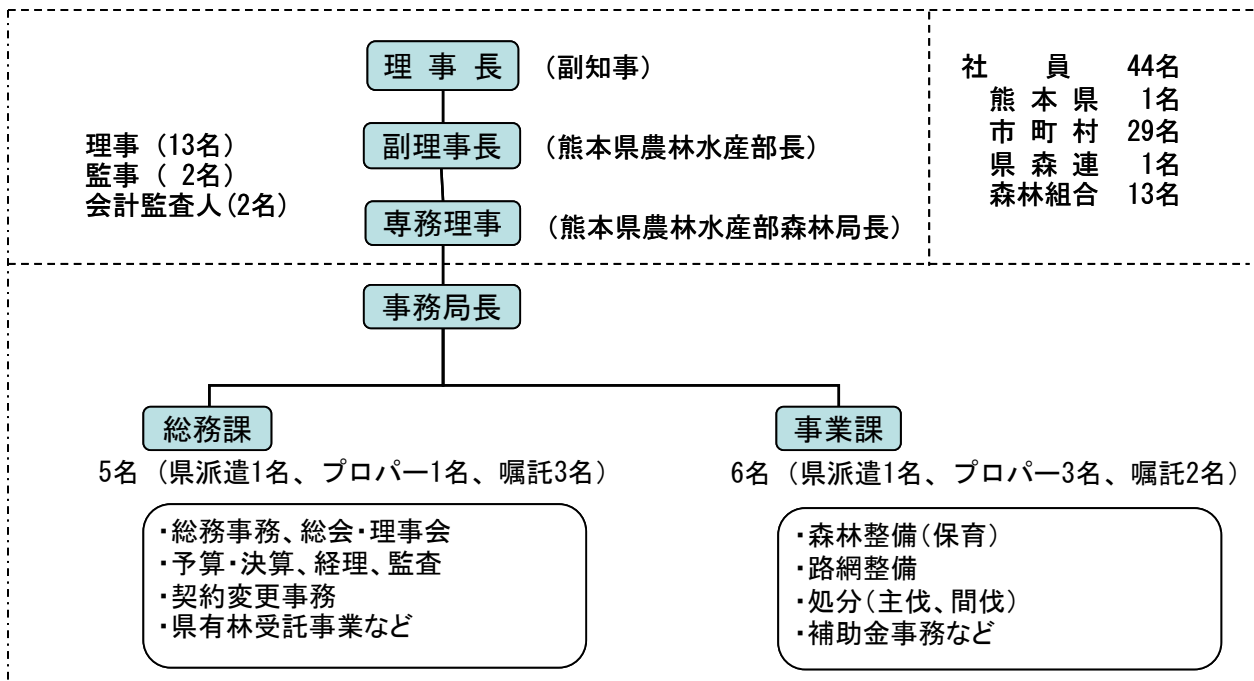 理 事 長 (副知事)
副理事長 (熊本県農林水産部長)
専務理事 (熊本県農林水産部森林局長)
理事 (13名)
監事 ( 2名)
会計監査人(2名)
社 員 44名
熊 本 県 1名
市 町 村 29名
県 森 連 1名
森林組合 13名
事務局長
総務課
5名 (県派遣1名、プロパー1名、嘱託3名)
・総務事務、総会・理事会
・予算・決算、経理、監査
・契約変更事務
・県有林受託事業など
事業課
6名 (県派遣1名、プロパー3名、嘱託2名)
・森林整備(保育)
・路網整備
・処分(主伐、間伐)
・補助金事務など